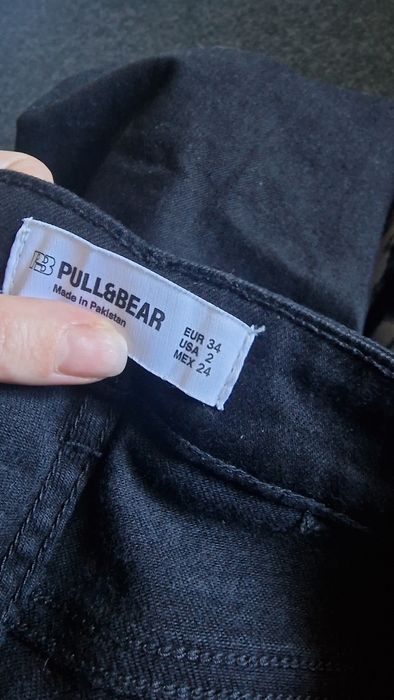 PULL&BEAR
Made in Pakistan
EUR 34
USA 2
MEX 24